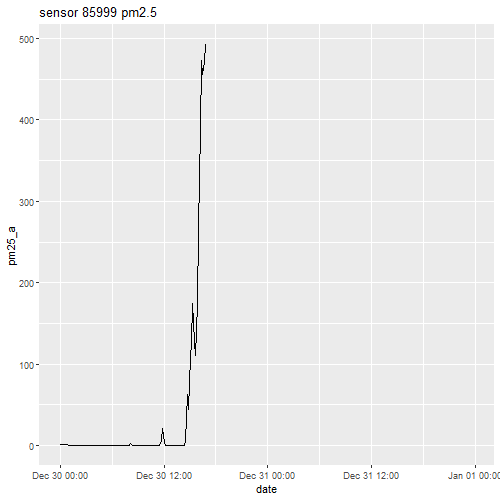 sensor 85999 pm2.5
500
400
300
200
100
0
pm25_a
Dec 30 00:00
Dec 30 12:00
Dec 31 00:00
Dec 31 12:00
Jan 01 00:00
date